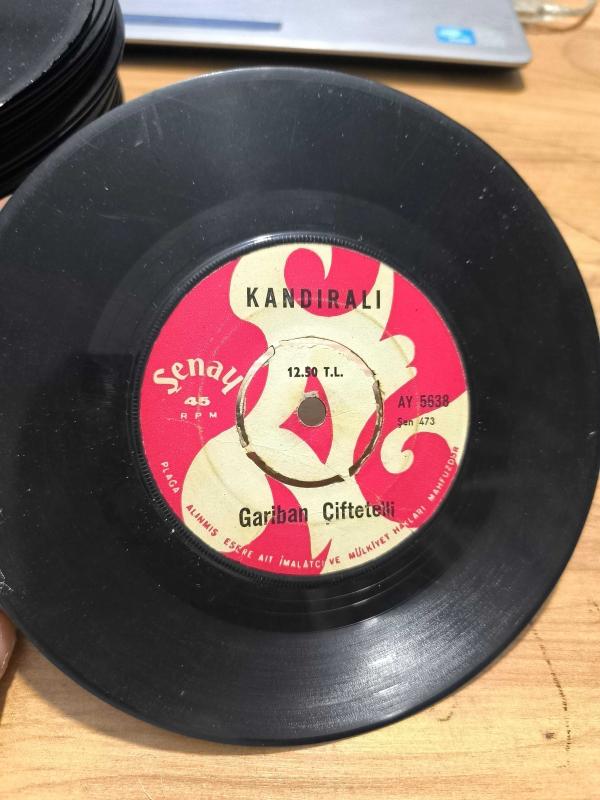 KANDIRALI
12.50 T.L.
Şenay
45
RPM
AY 5638
Şen 473
Gariban Çiftetelli
PLAĞA ALINMIŞ ESERE AİT İMALATÇI VE MÜLKİYET HAKLARI MAHFUZDUR